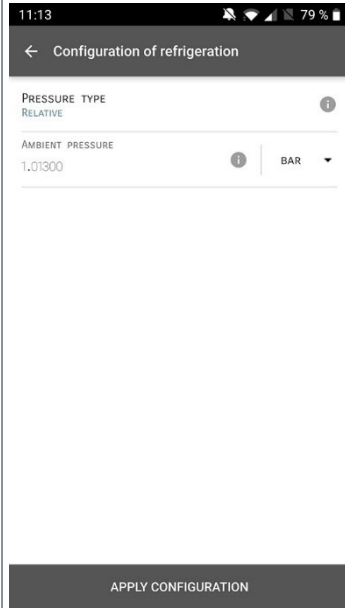 11:13
79 %
Configuration of refrigeration
PRESSURE TYPE
RELATIVE
AMBIENT PRESSURE
1.01300
BAR
APPLY CONFIGURATION